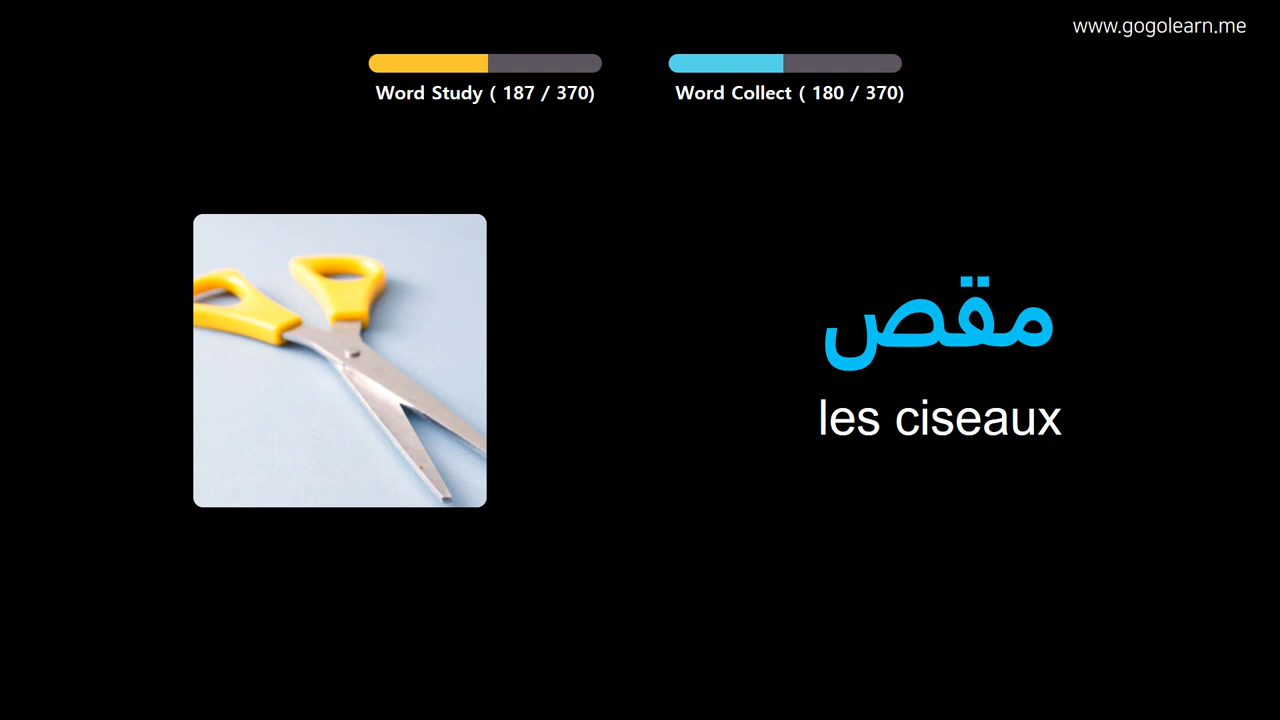 www.gogolearn.me
Word Study ( 187 / 370)
Word Collect ( 180 / 370)
مقص
les ciseaux